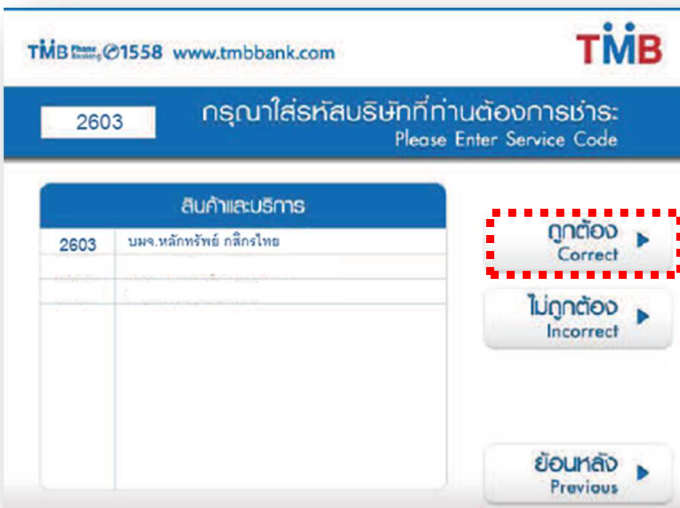 TMB Phone Banking 1558 www.tmbbank.com
TMB
2603
กรุณาใส่รหัสบริษัทที่ท่านต้องการชำระ
Please Enter Service Code
สินค้าและบริการ
2603 บมจ.หลักทรัพย์ กสิกรไทย
ถูกต้อง
Correct
ไม่ถูกต้อง
Incorrect
ย้อนหลัง
Previous